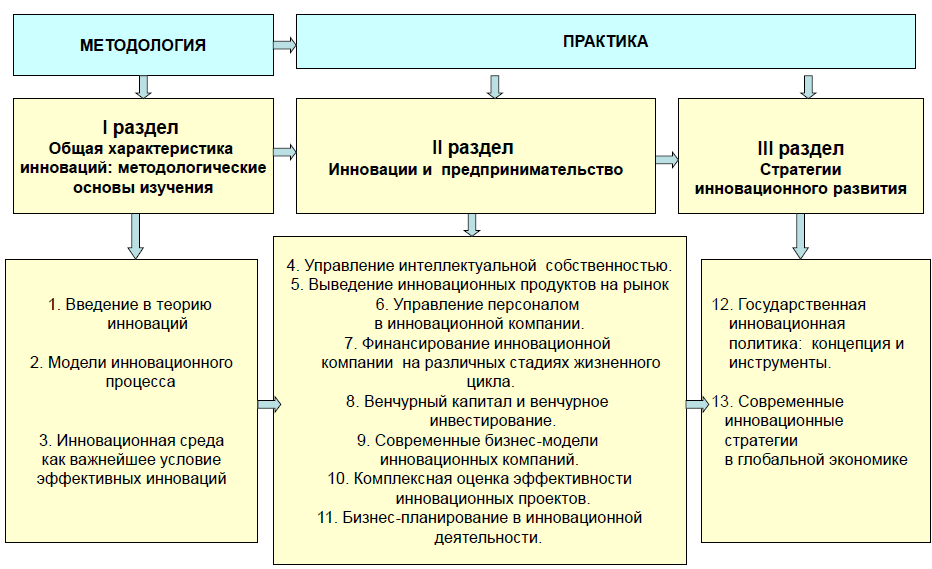 МЕТОДОЛОГИЯ
ПРАКТИКА
I раздел
Общая характеристика
инноваций: методологические
основы изучения
II раздел
Инновации и предпринимательство
III раздел
Стратегии
инновационного развития
1. Введение в теорию
инноваций
2. Модели инновационного
процесса
3. Инновационная среда
как важнейшее условие
эффективных инноваций
4. Управление интеллектуальной собственностью.
5. Выведение инновационных продуктов на рынок
6. Управление персоналом
в инновационной компании.
7. Финансирование инновационной
компании на различных стадиях жизненного
цикла.
8. Венчурный капитал и венчурное
инвестирование.
9. Современные бизнес-модели
инновационных компаний.
10. Комплексная оценка эффективности
инновационных проектов.
11. Бизнес-планирование в инновационной
деятельности.
12. Государственная
инновационная
политика: концепция и
инструменты.
13. Современные
инновационные
стратегии
в глобальной экономике